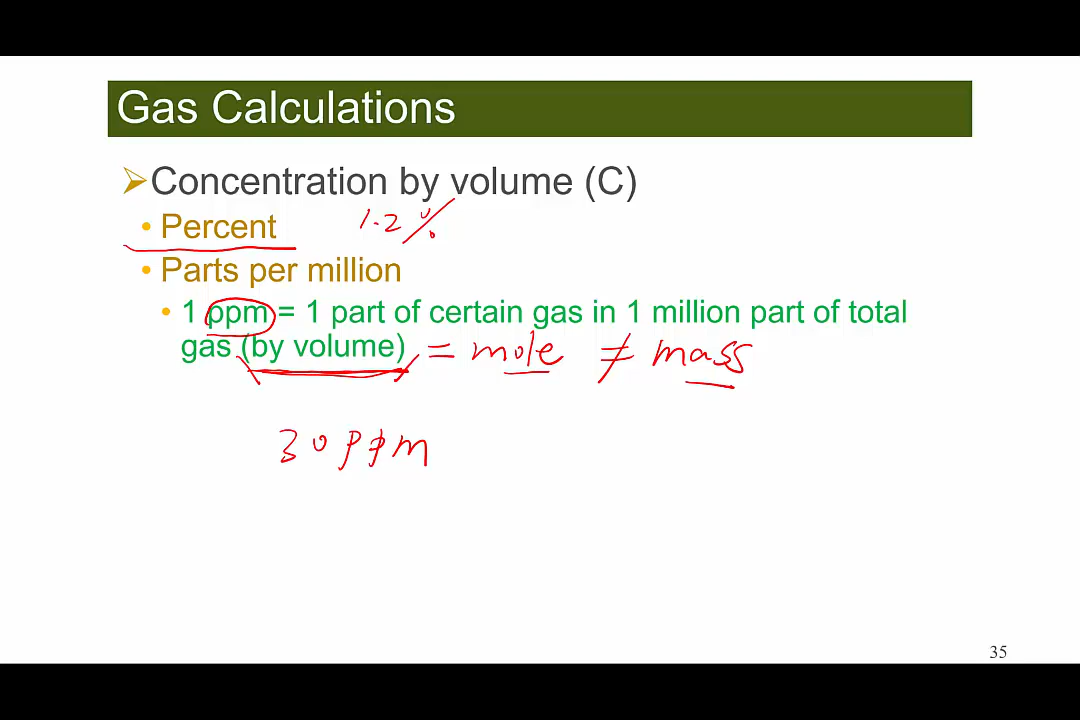 Gas Calculations
➢Concentration by volume (C)
• Percent 1.2 %
• Parts per million
• 1 ppm = 1 part of certain gas in 1 million part of total
gas (by volume) = mole ≠ mass
30 ppm
35